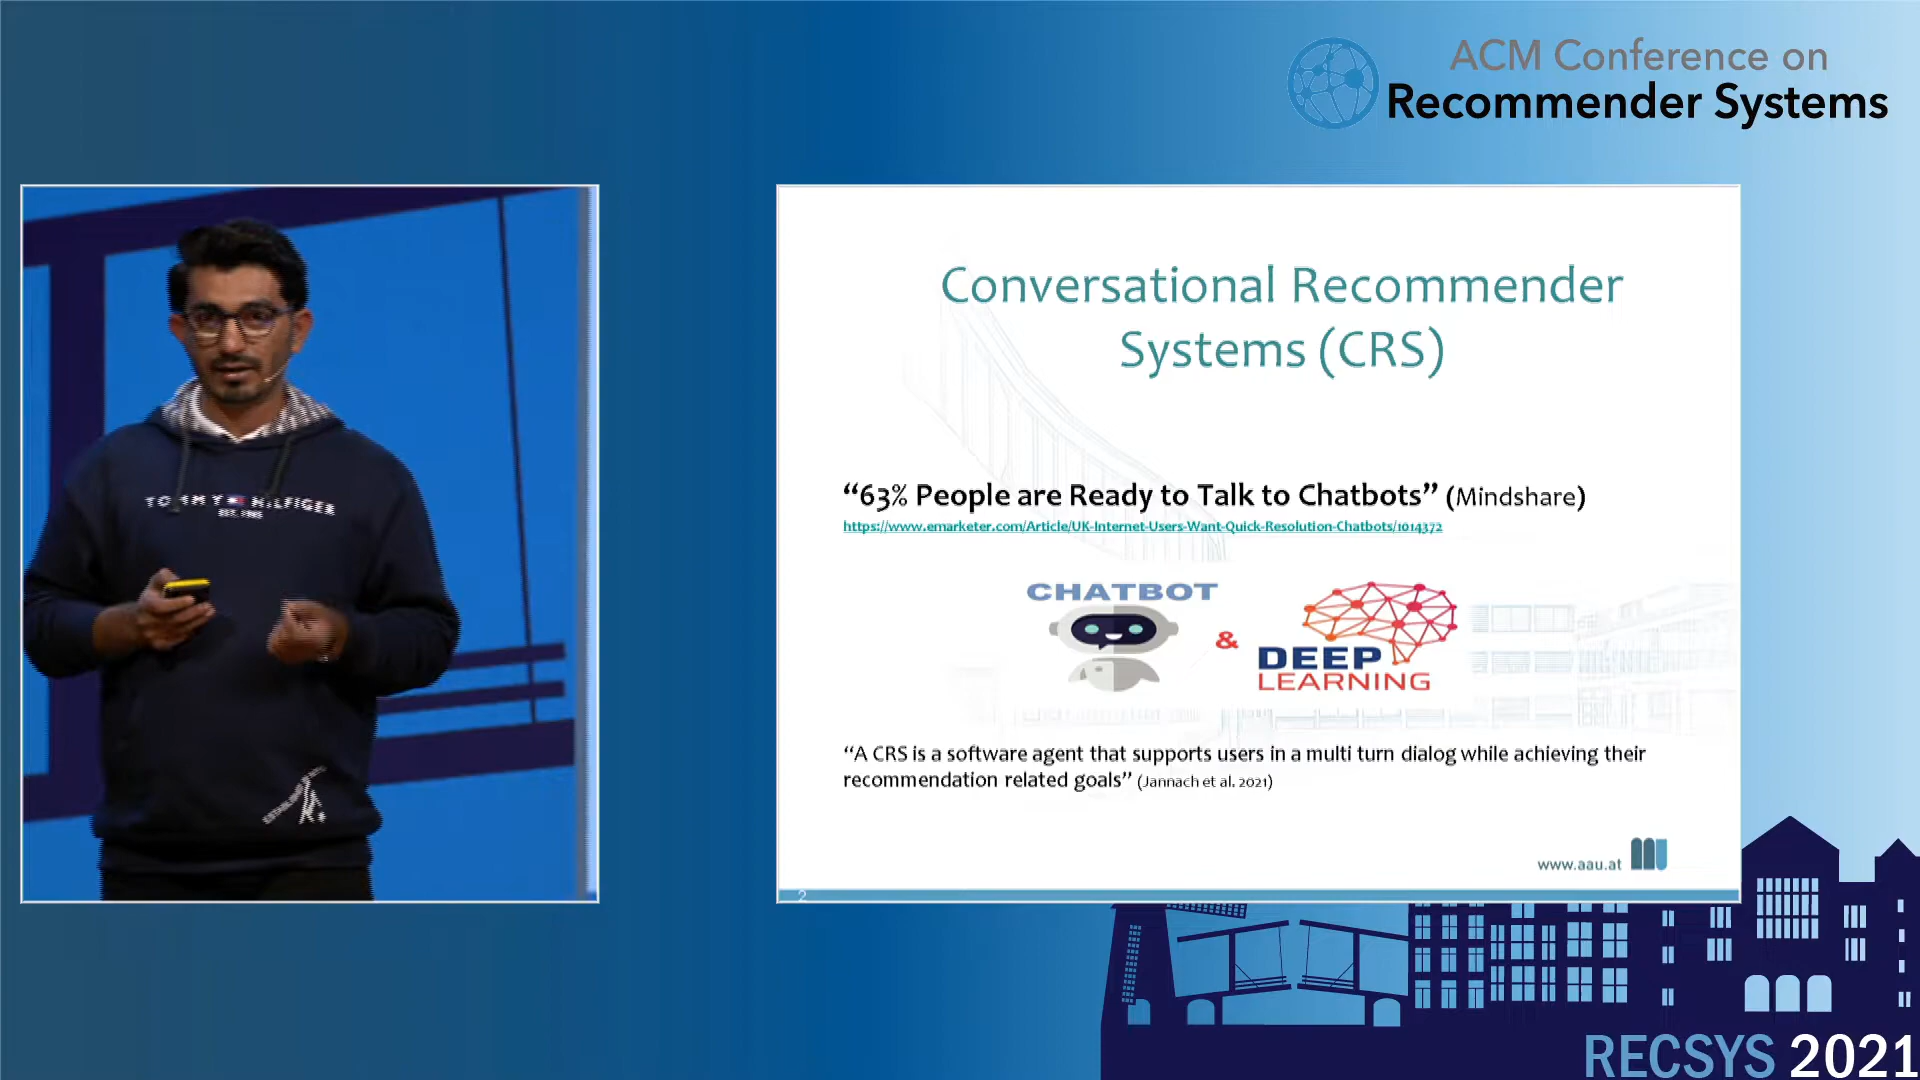 ACM Conference on
Recommender Systems
TOMMY HILFIGER
Conversational Recommender
Systems (CRS)
“63% People are Ready to Talk to Chatbots” (Mindshare)
https://www.emarketer.com/Article/UK-Internet-Users-Want-Quick-Resolution-Chatbots/1014372
CHATBOT
&
DEEP
LEARNING
“A CRS is a software agent that supports users in a multi turn dialog while achieving their
recommendation related goals” (Jannach et al. 2021)
www.aau.at
2
RECSYS 2021